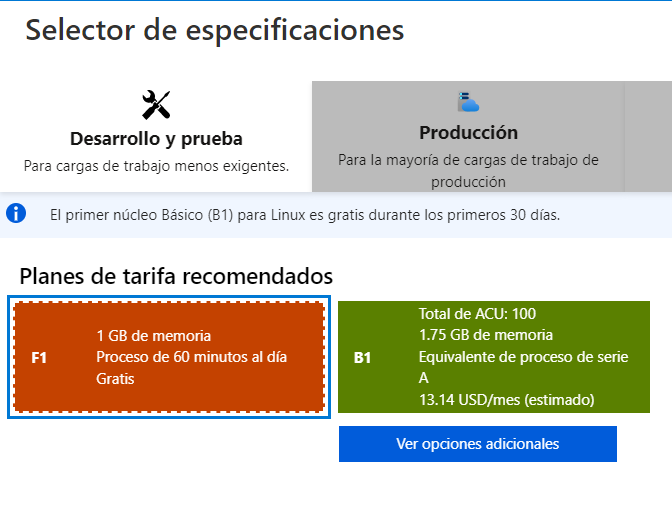 Selector de especificaciones
Desarrollo y prueba
Para cargas de trabajo menos exigentes.
Producción
Para la mayoría de cargas de trabajo de
producción
El primer núcleo Básico (B1) para Linux es gratis durante los primeros 30 días.
Planes de tarifa recomendados
F1
1 GB de memoria
Proceso de 60 minutos al día
Gratis
B1
Total de ACU: 100
1.75 GB de memoria
Equivalente de proceso de serie
A
13.14 USD/mes (estimado)
Ver opciones adicionales